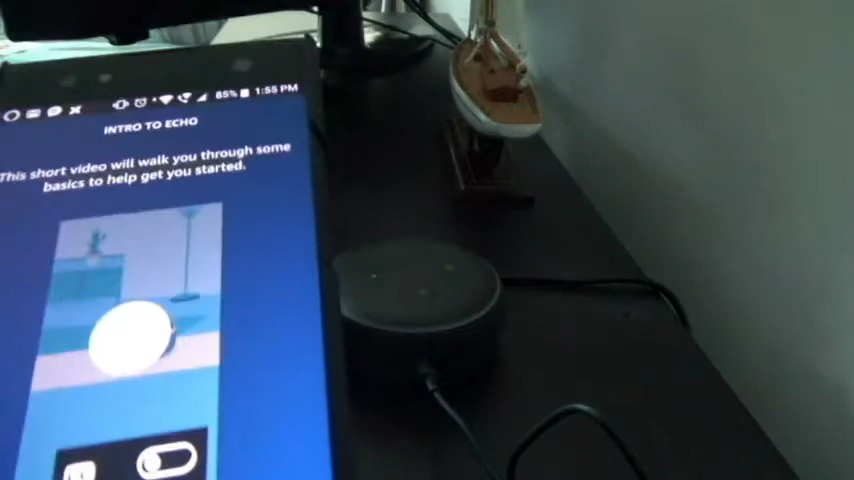 85% 1:55 PM
INTRO TO ECHO
This short video will walk you through some
basics to help get you started.